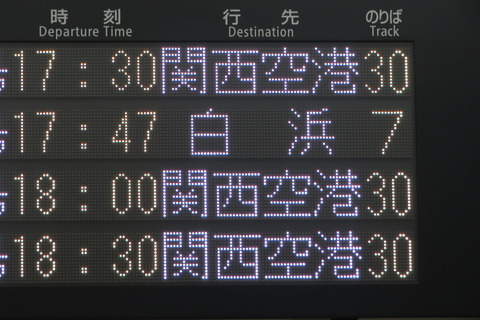 時刻 行先 のりば
Departure Time Destination Track
17:30 関西空港 30
17:47 白浜 7
18:00 関西空港 30
18:30 関西空港 30